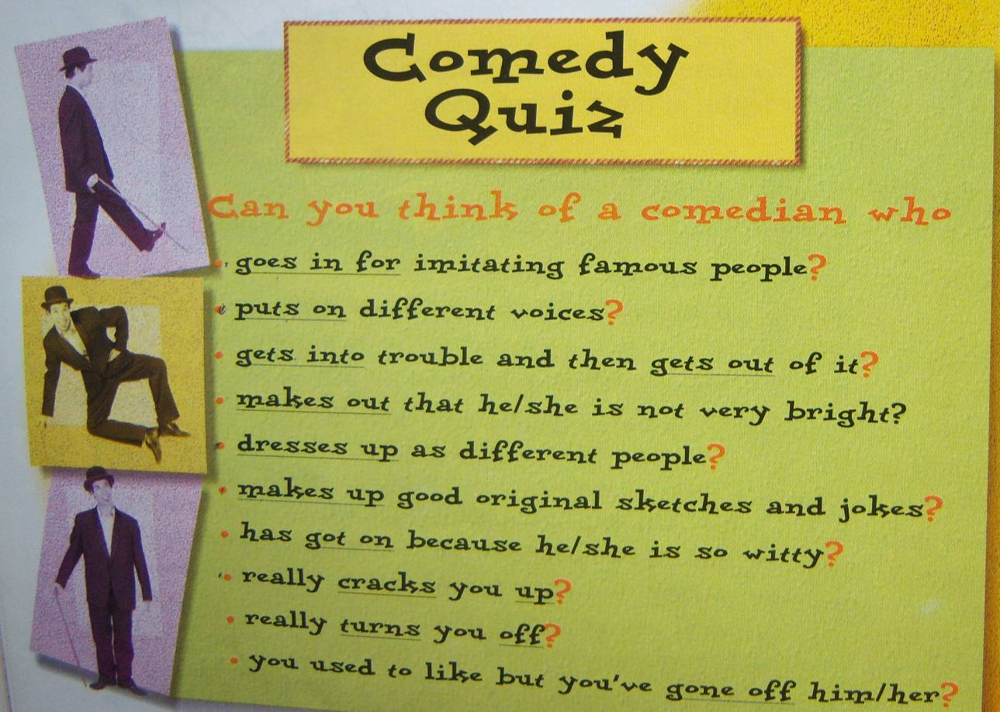 Comedy
Quiz
Can you think of a comedian who
• goes in for imitating famous people?
• puts on different voices?
• gets into trouble and then gets out of it?
• makes out that he/she is not very bright?
• dresses up as different people?
• makes up good original sketches and jokes?
• has got on because he/she is so witty?
• really cracks you up?
• really turns you off?
• you used to like but you've gone off him/her?